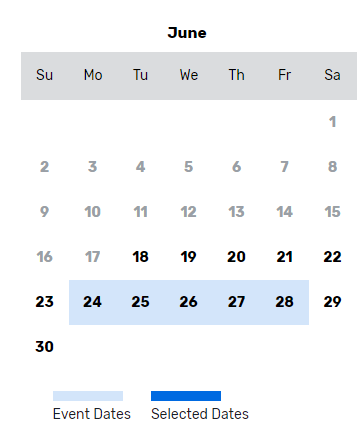 June
Su Mo Tu We Th Fr Sa
1
2 3 4 5 6 7 8
9 10 11 12 13 14 15
16 17 18 19 20 21 22
23 24 25 26 27 28 29
30
Event Dates Selected Dates